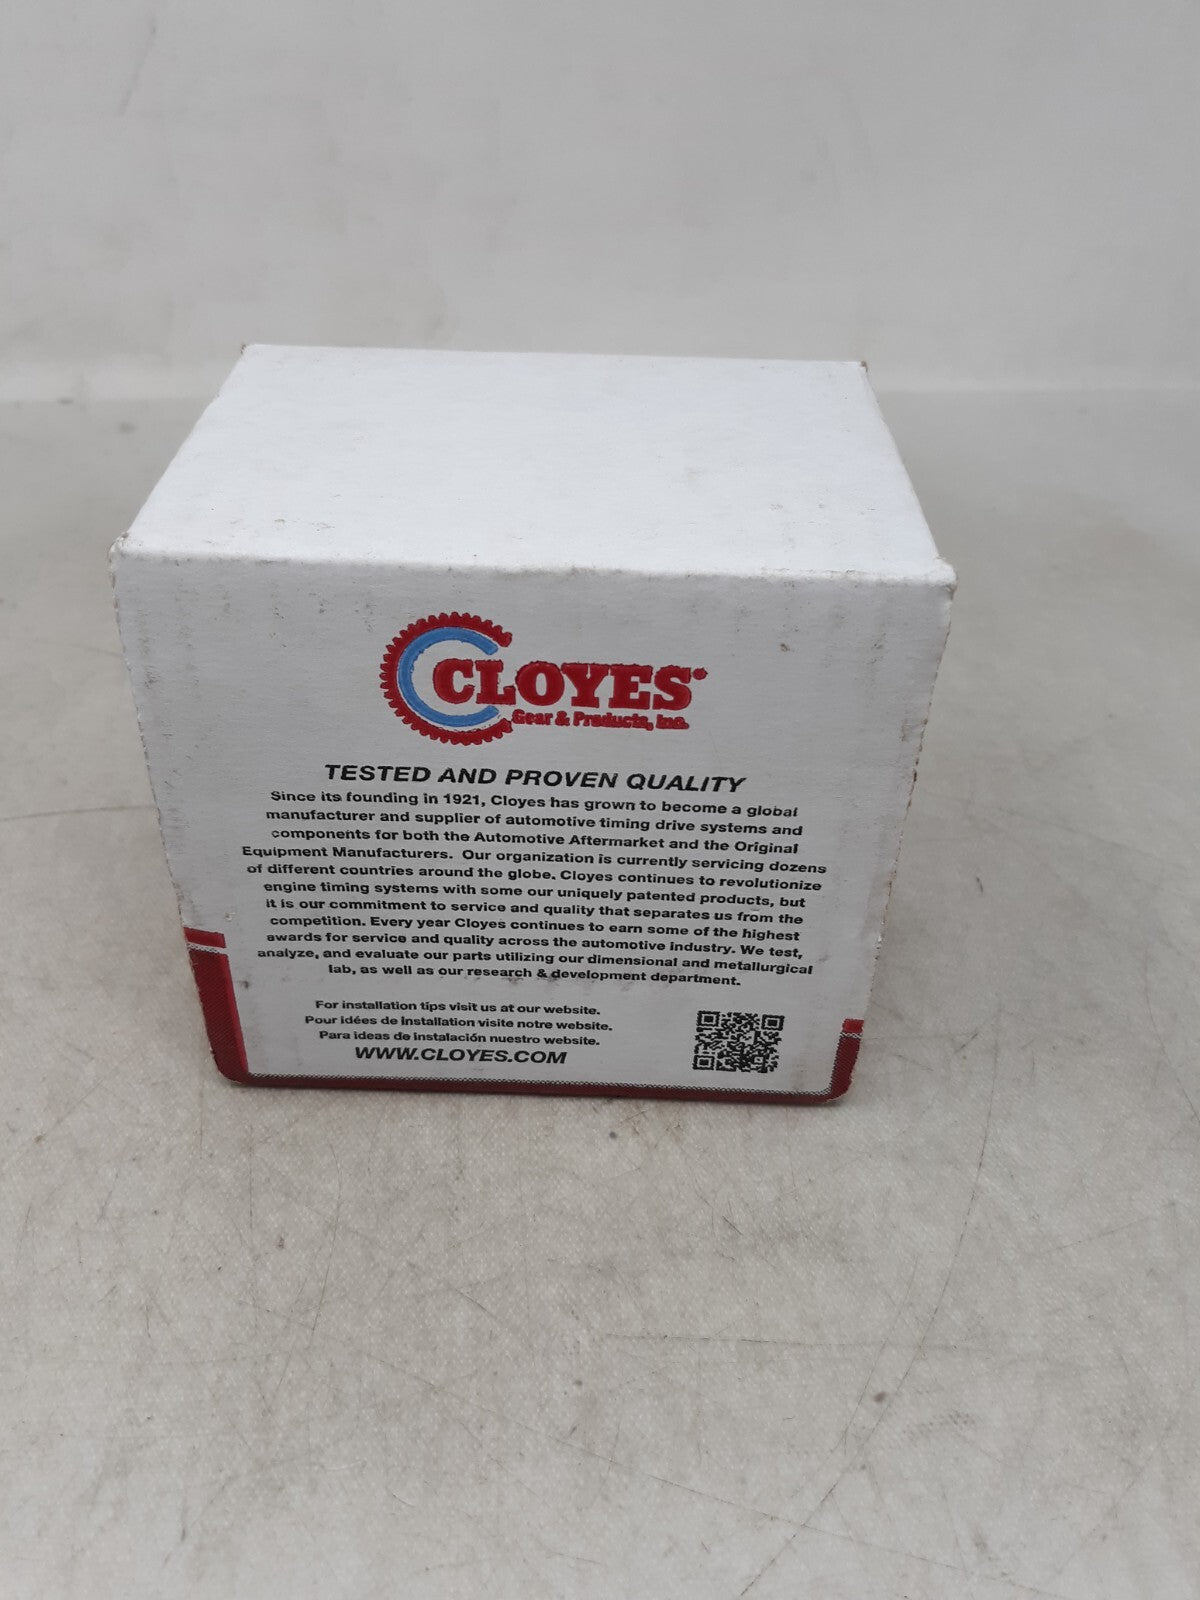 CLOYES®
Gear & Products, Inc.
TESTED AND PROVEN QUALITY
Since its founding in 1921, Cloyes has grown to become a global
manufacturer and supplier of automotive timing drive systems and
components for both the Automotive Aftermarket and the Original
Equipment Manufacturers. Our organization is currently servicing dozens
of different countries around the globe. Cloyes continues to revolutionize
engine timing systems with some our uniquely patented products, but
it is our commitment to service and quality that separates us from the
competition. Every year Cloyes continues to earn some of the highest
awards for service and quality across the automotive industry. We test,
analyze, and evaluate our parts utilizing our dimensional and metallurgical
lab, as well as our research & development department.
For installation tips visit us at our website.
Pour idées de installation visite notre website.
Para ideas de instalación nuestro website.
WWW.CLOYES.COM